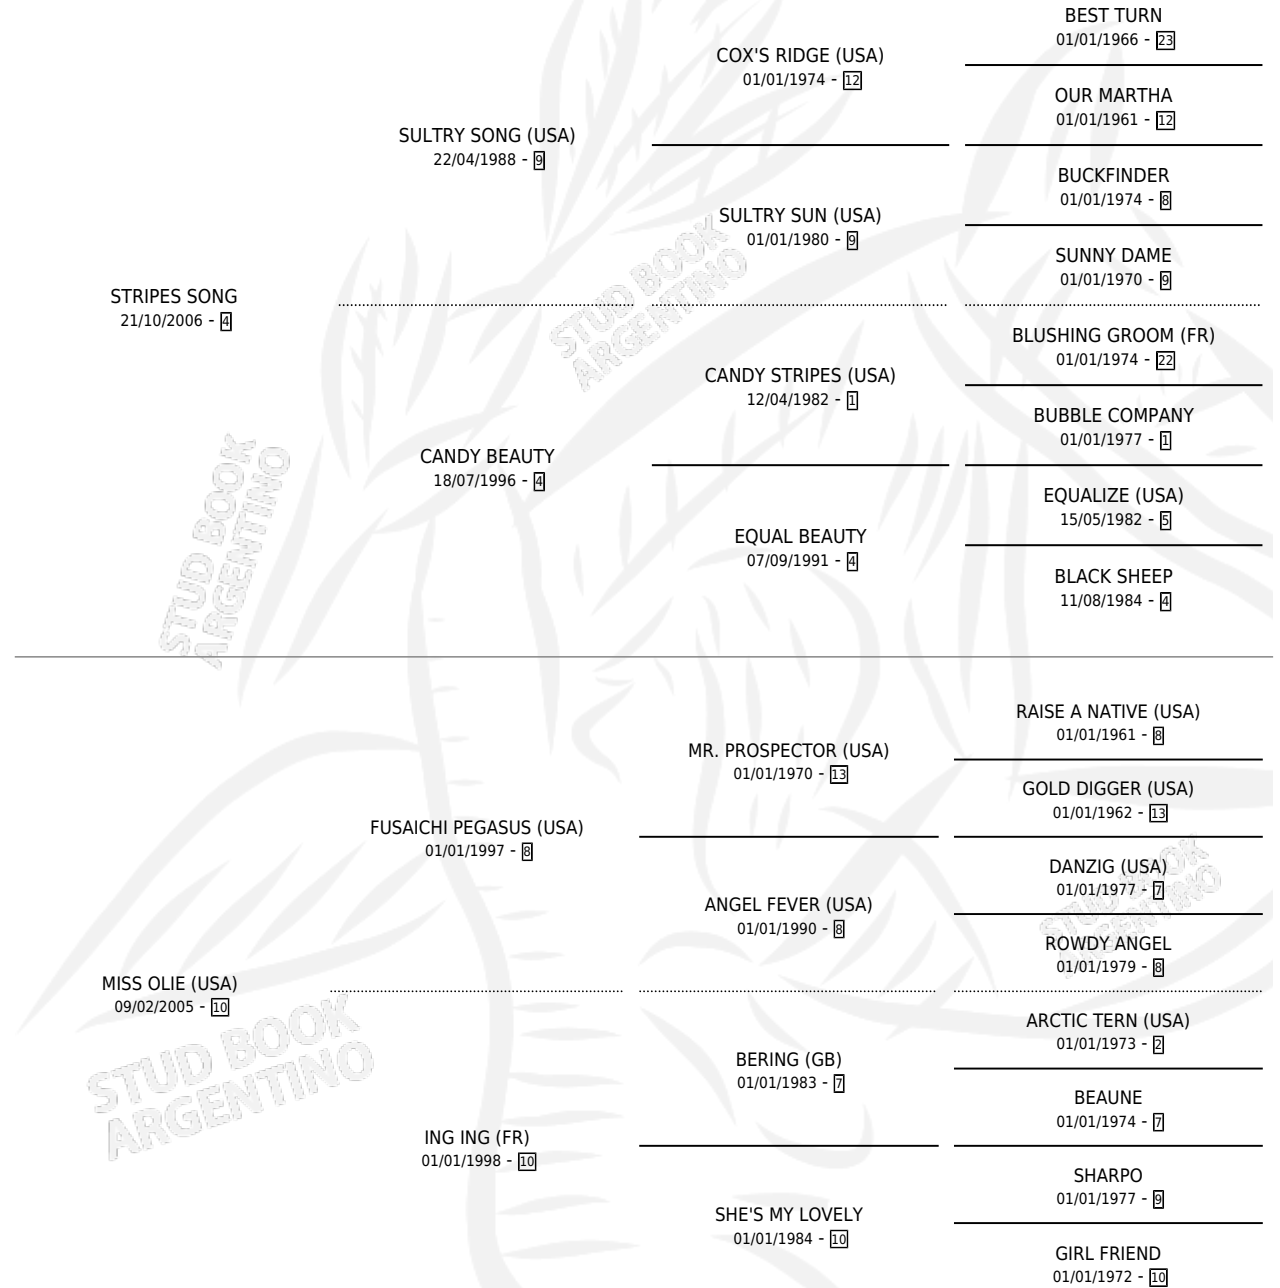 BEST TURN
01/01/1966 - 23
COX'S RIDGE (USA)
01/01/1974 - 12
OUR MARTHA
01/01/1961 - 12
SULTRY SONG (USA)
22/04/1988 - 9
BUCKFINDER
01/01/1974 - 8
SULTRY SUN (USA)
01/01/1980 - 9
SUNNY DAME
01/01/1970 - 9
STRIPES SONG
21/10/2006 - 4
STUD BOOK
ARGENTINO
BLUSHING GROOM (FR)
01/01/1974 - 22
CANDY STRIPES (USA)
12/04/1982 - 1
BUBBLE COMPANY
01/01/1977 - 1
CANDY BEAUTY
18/07/1996 - 4
EQUALIZE (USA)
15/05/1982 - 5
EQUAL BEAUTY
07/09/1991 - 4
BLACK SHEEP
11/08/1984 - 4
STUD BOOK
ARGENTINO
RAISE A NATIVE (USA)
01/01/1961 - 8
MR. PROSPECTOR (USA)
01/01/1970 - 13
GOLD DIGGER (USA)
01/01/1962 - 13
FUSAICHI PEGASUS (USA)
01/01/1997 - 8
DANZIG (USA)
01/01/1977 - 7
ANGEL FEVER (USA)
01/01/1990 - 8
ROWDY ANGEL
01/01/1979 - 8
STUD BOOK
ARGENTINO
MISS OLIE (USA)
09/02/2005 - 10
ARCTIC TERN (USA)
01/01/1973 - 2
BERING (GB)
01/01/1983 - 7
BEAUNE
01/01/1974 - 7
STUD BOOK
ARGENTINO
ING ING (FR)
01/01/1998 - 10
SHARPO
01/01/1977 - 9
SHE'S MY LOVELY
01/01/1984 - 10
GIRL FRIEND
01/01/1972 - 10